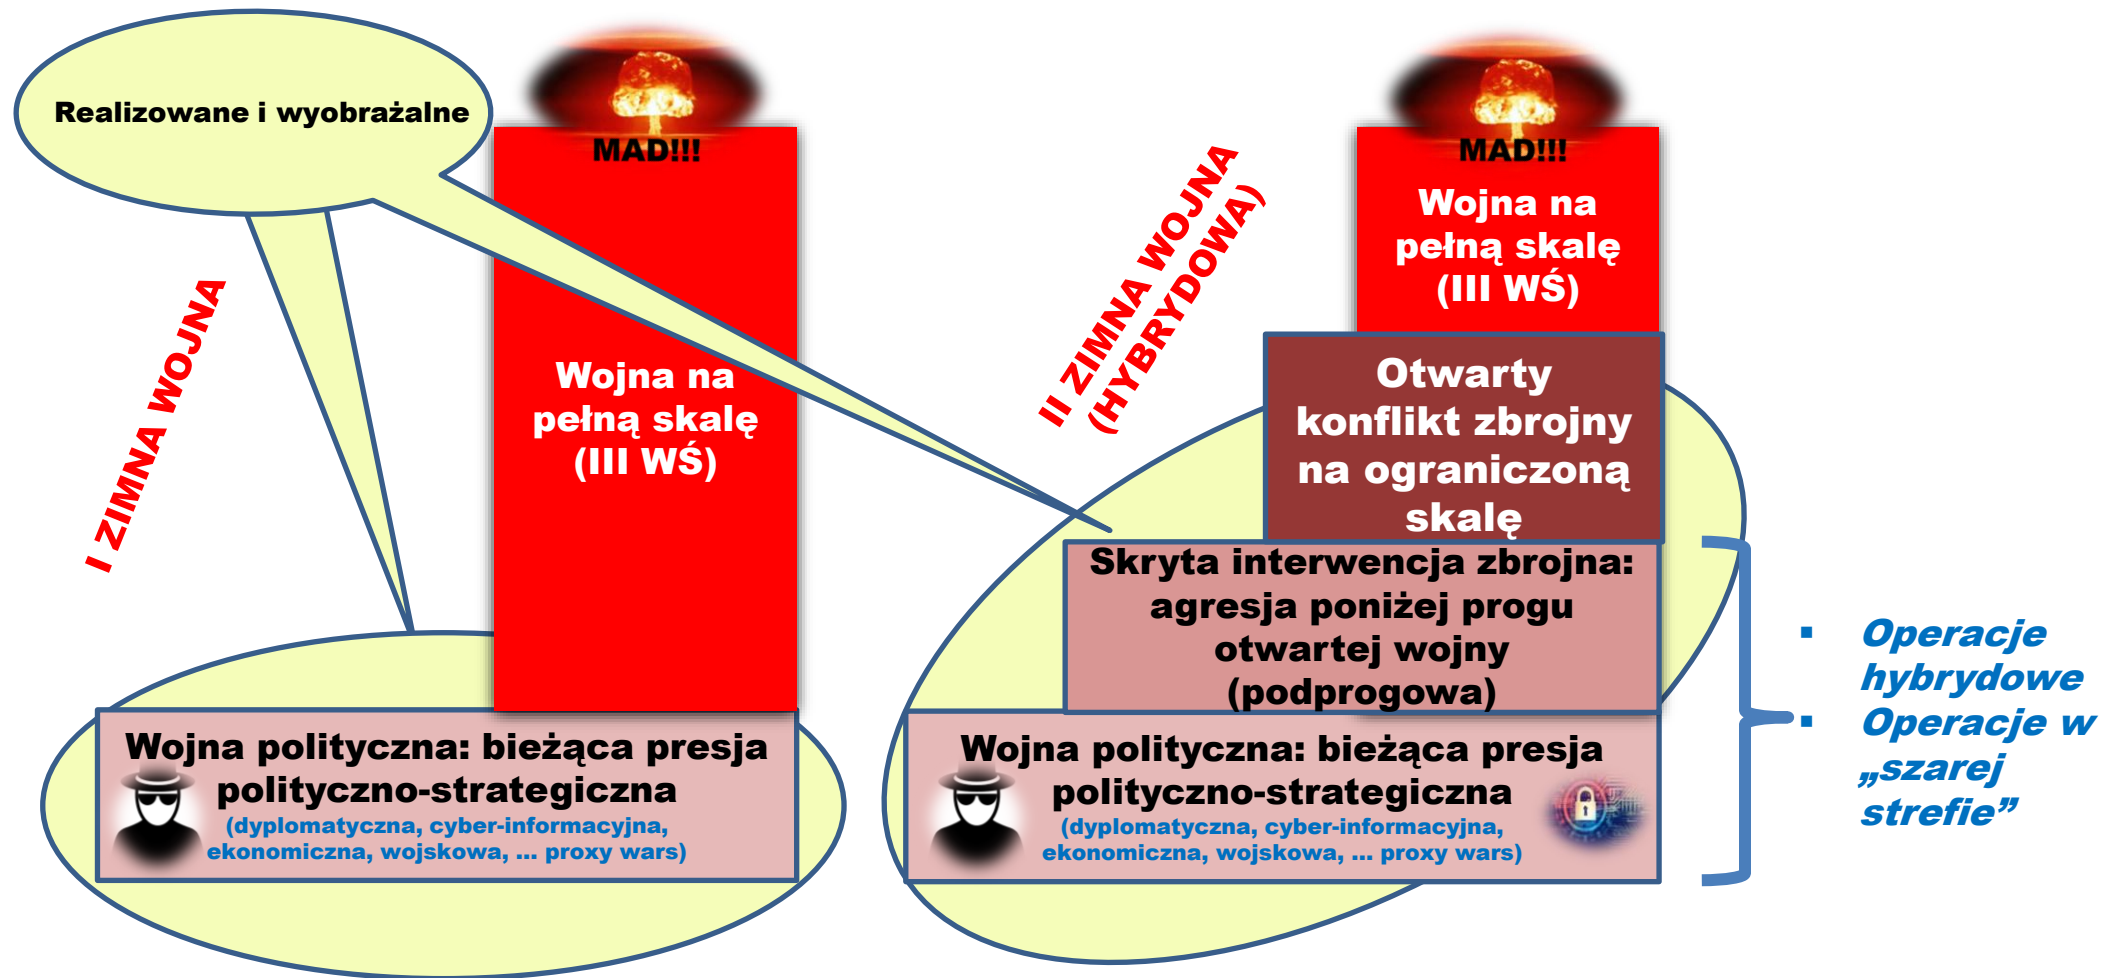 Realizowane i wyobrażalne
I ZIMNA WOJNA
MAD!!!
Wojna na
pełną skalę
(III WŚ)
Wojna polityczna: bieżąca presja
polityczno-strategiczna
(dyplomatyczna, cyber-informacyjna,
ekonomiczna, wojskowa, ... proxy wars)
II ZIMNA WOJNA
(HYBRYDOWA)
MAD!!!
Wojna na
pełną skalę
(III WŚ)
Otwarty
konflikt zbrojny
na ograniczoną
skalę
Skryta interwencja zbrojna:
agresja poniżej progu
otwartej wojny
(podprogowa)
Wojna polityczna: bieżąca presja
polityczno-strategiczna
(dyplomatyczna, cyber-informacyjna,
ekonomiczna, wojskowa, ... proxy wars)
▪ Operacje
hybrydowe
▪ Operacje w
„szarej
strefie”